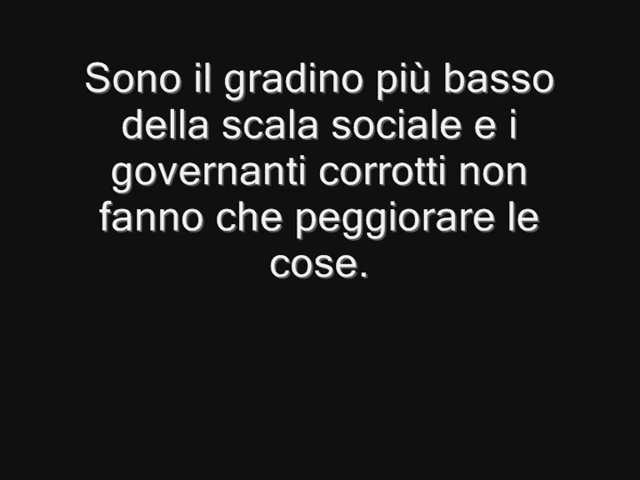 Sono il gradino più basso
della scala sociale e i
governanti corrotti non
fanno che peggiorare le
cose.